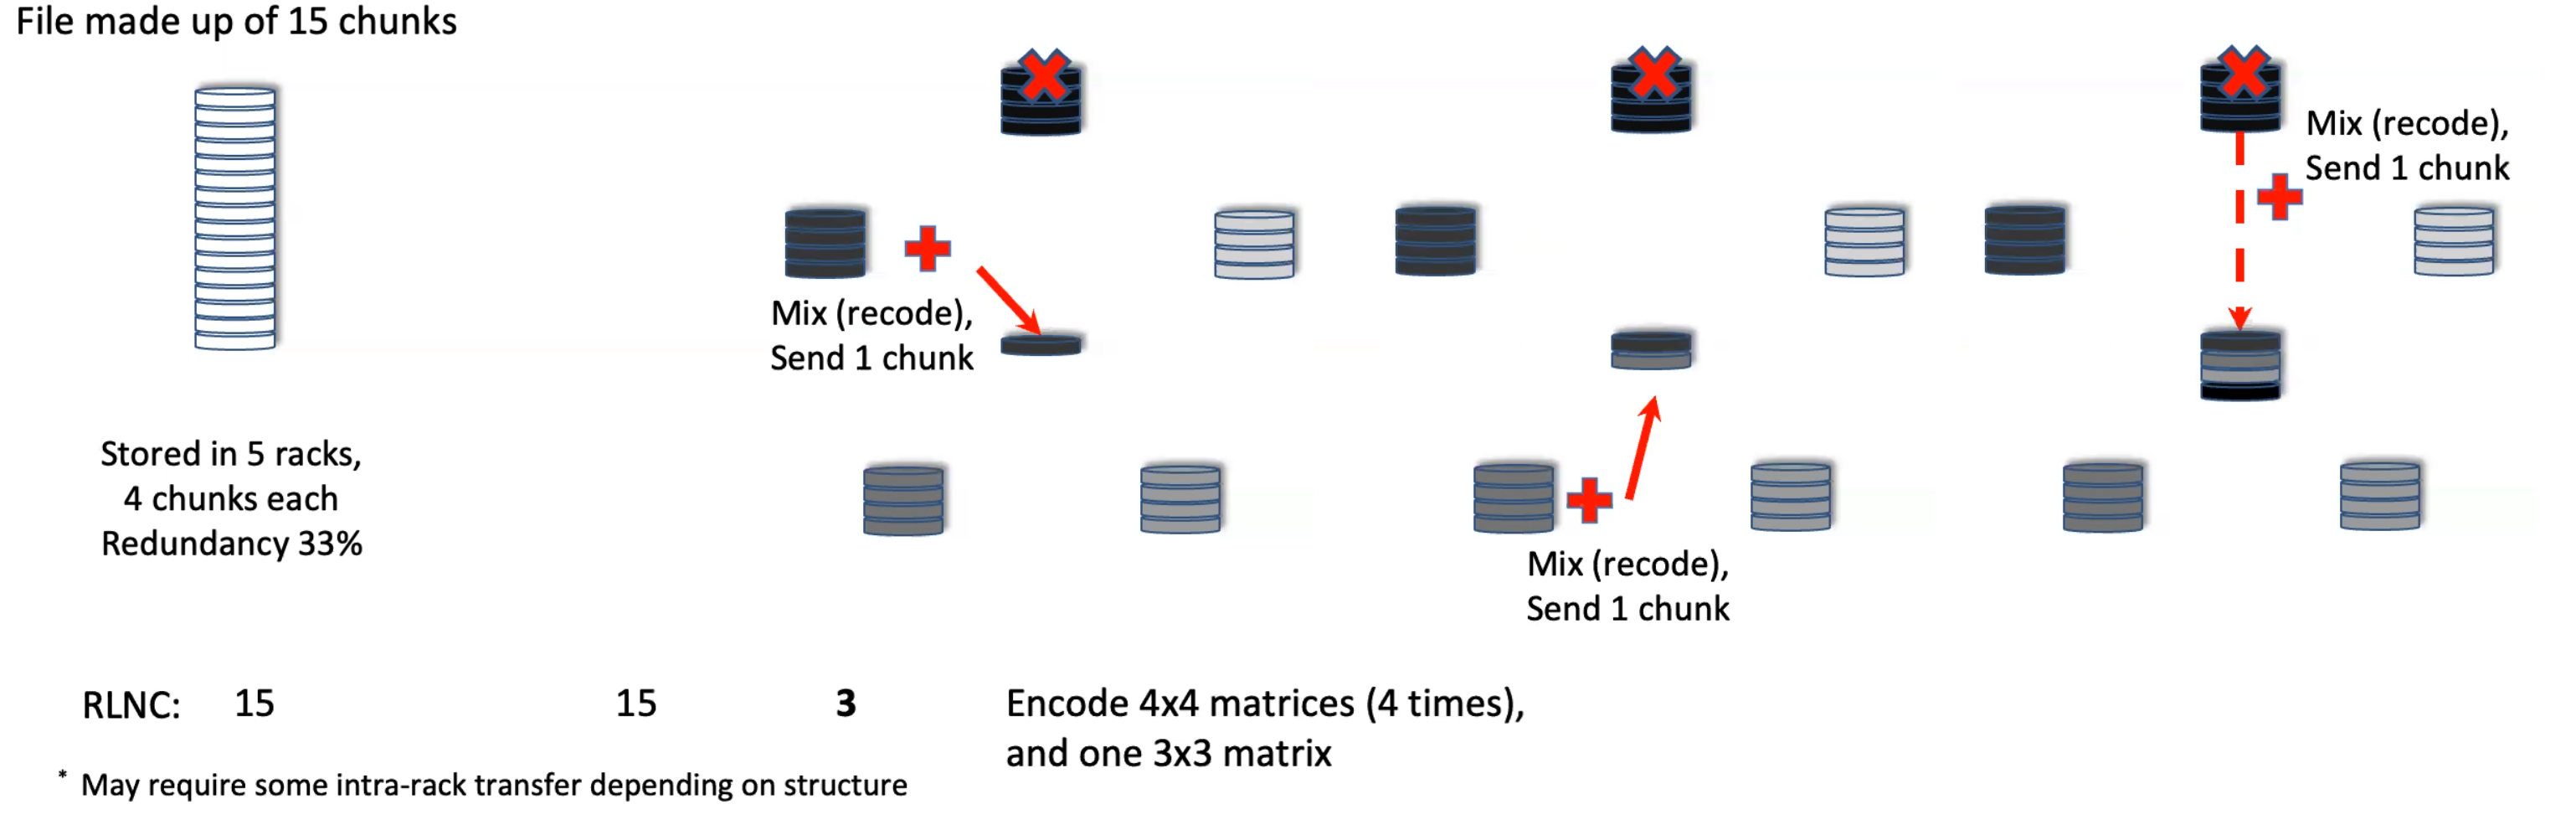 File made up of 15 chunks
Mix (recode),
Send 1 chunk
Mix (recode),
Send 1 chunk
Stored in 5 racks,
4 chunks each
Redundancy 33%
Mix (recode),
Send 1 chunk
RLNC: 15 15 3 Encode 4x4 matrices (4 times),
and one 3x3 matrix
* May require some intra-rack transfer depending on structure